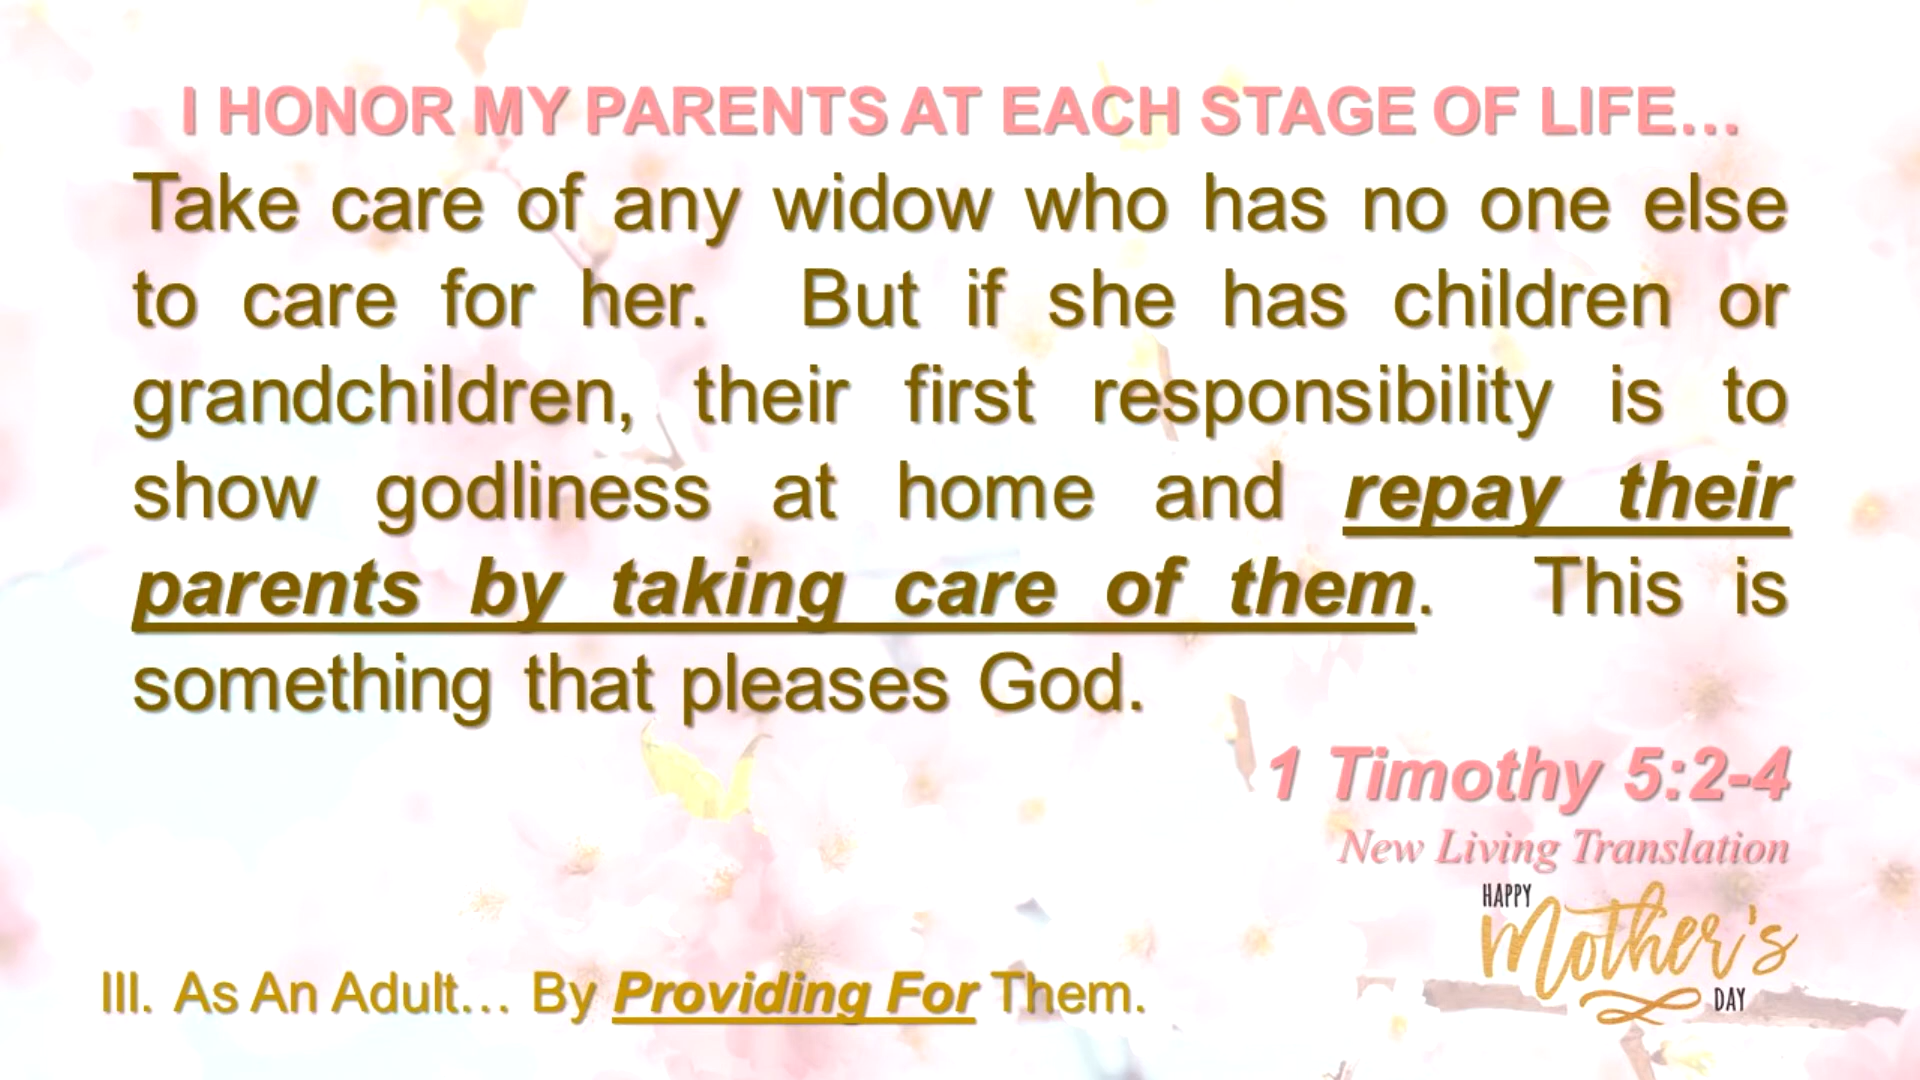 I HONOR MY PARENTS AT EACH STAGE OF LIFE…
Take care of any widow who has no one else
to care for her. But if she has children or
grandchildren, their first responsibility is to
show godliness at home and repay their
parents by taking care of them. This is
something that pleases God.
1 Timothy 5:2-4
New Living Translation
HAPPY
Mother's
DAY
III. As An Adult… By Providing For Them.